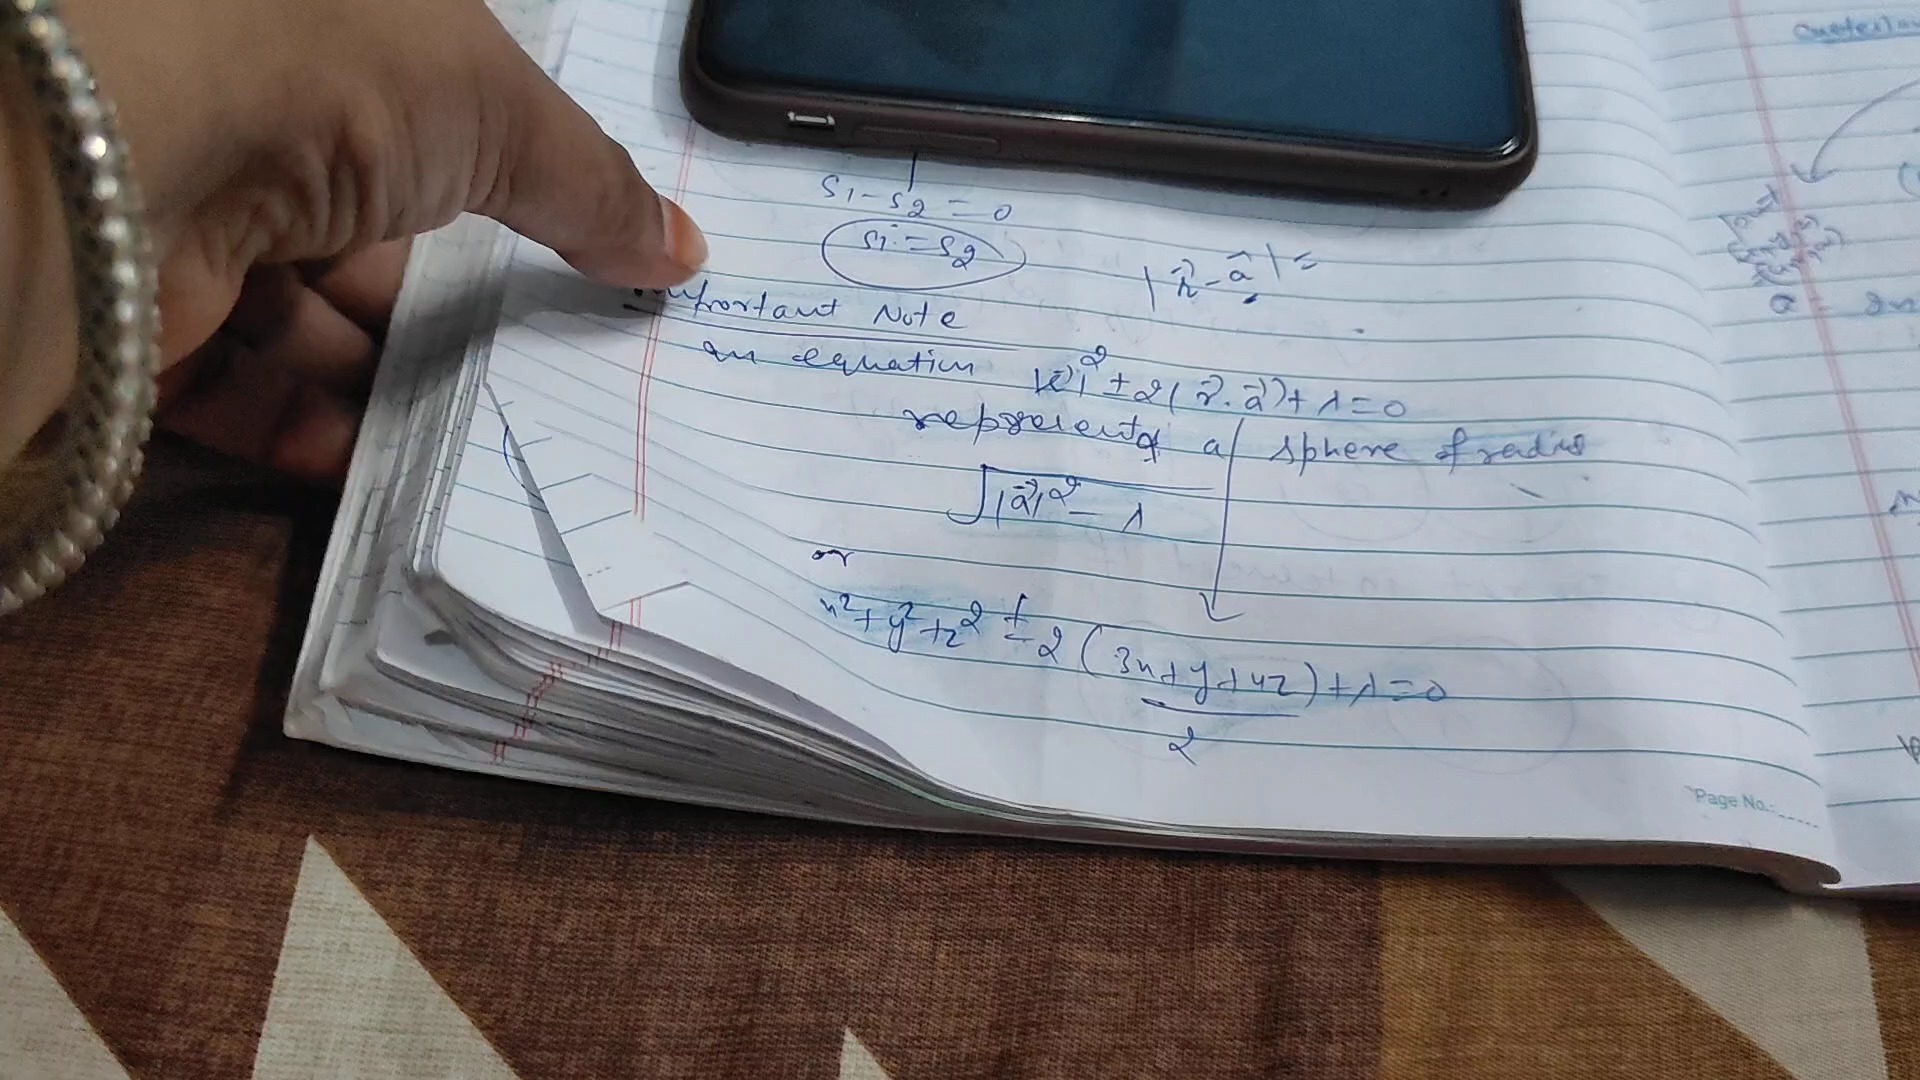 S1-S2 = 0
S1 = S2
|r⃗ - a⃗| =
Important Note
an equation |r⃗|² ± 2(r⃗.a⃗) + λ = 0
represents a sphere of radius
√|a⃗|² - λ
or
x² + y² + z² ± 2 (3x + y + 4z) + λ = 0
2
Page No.: